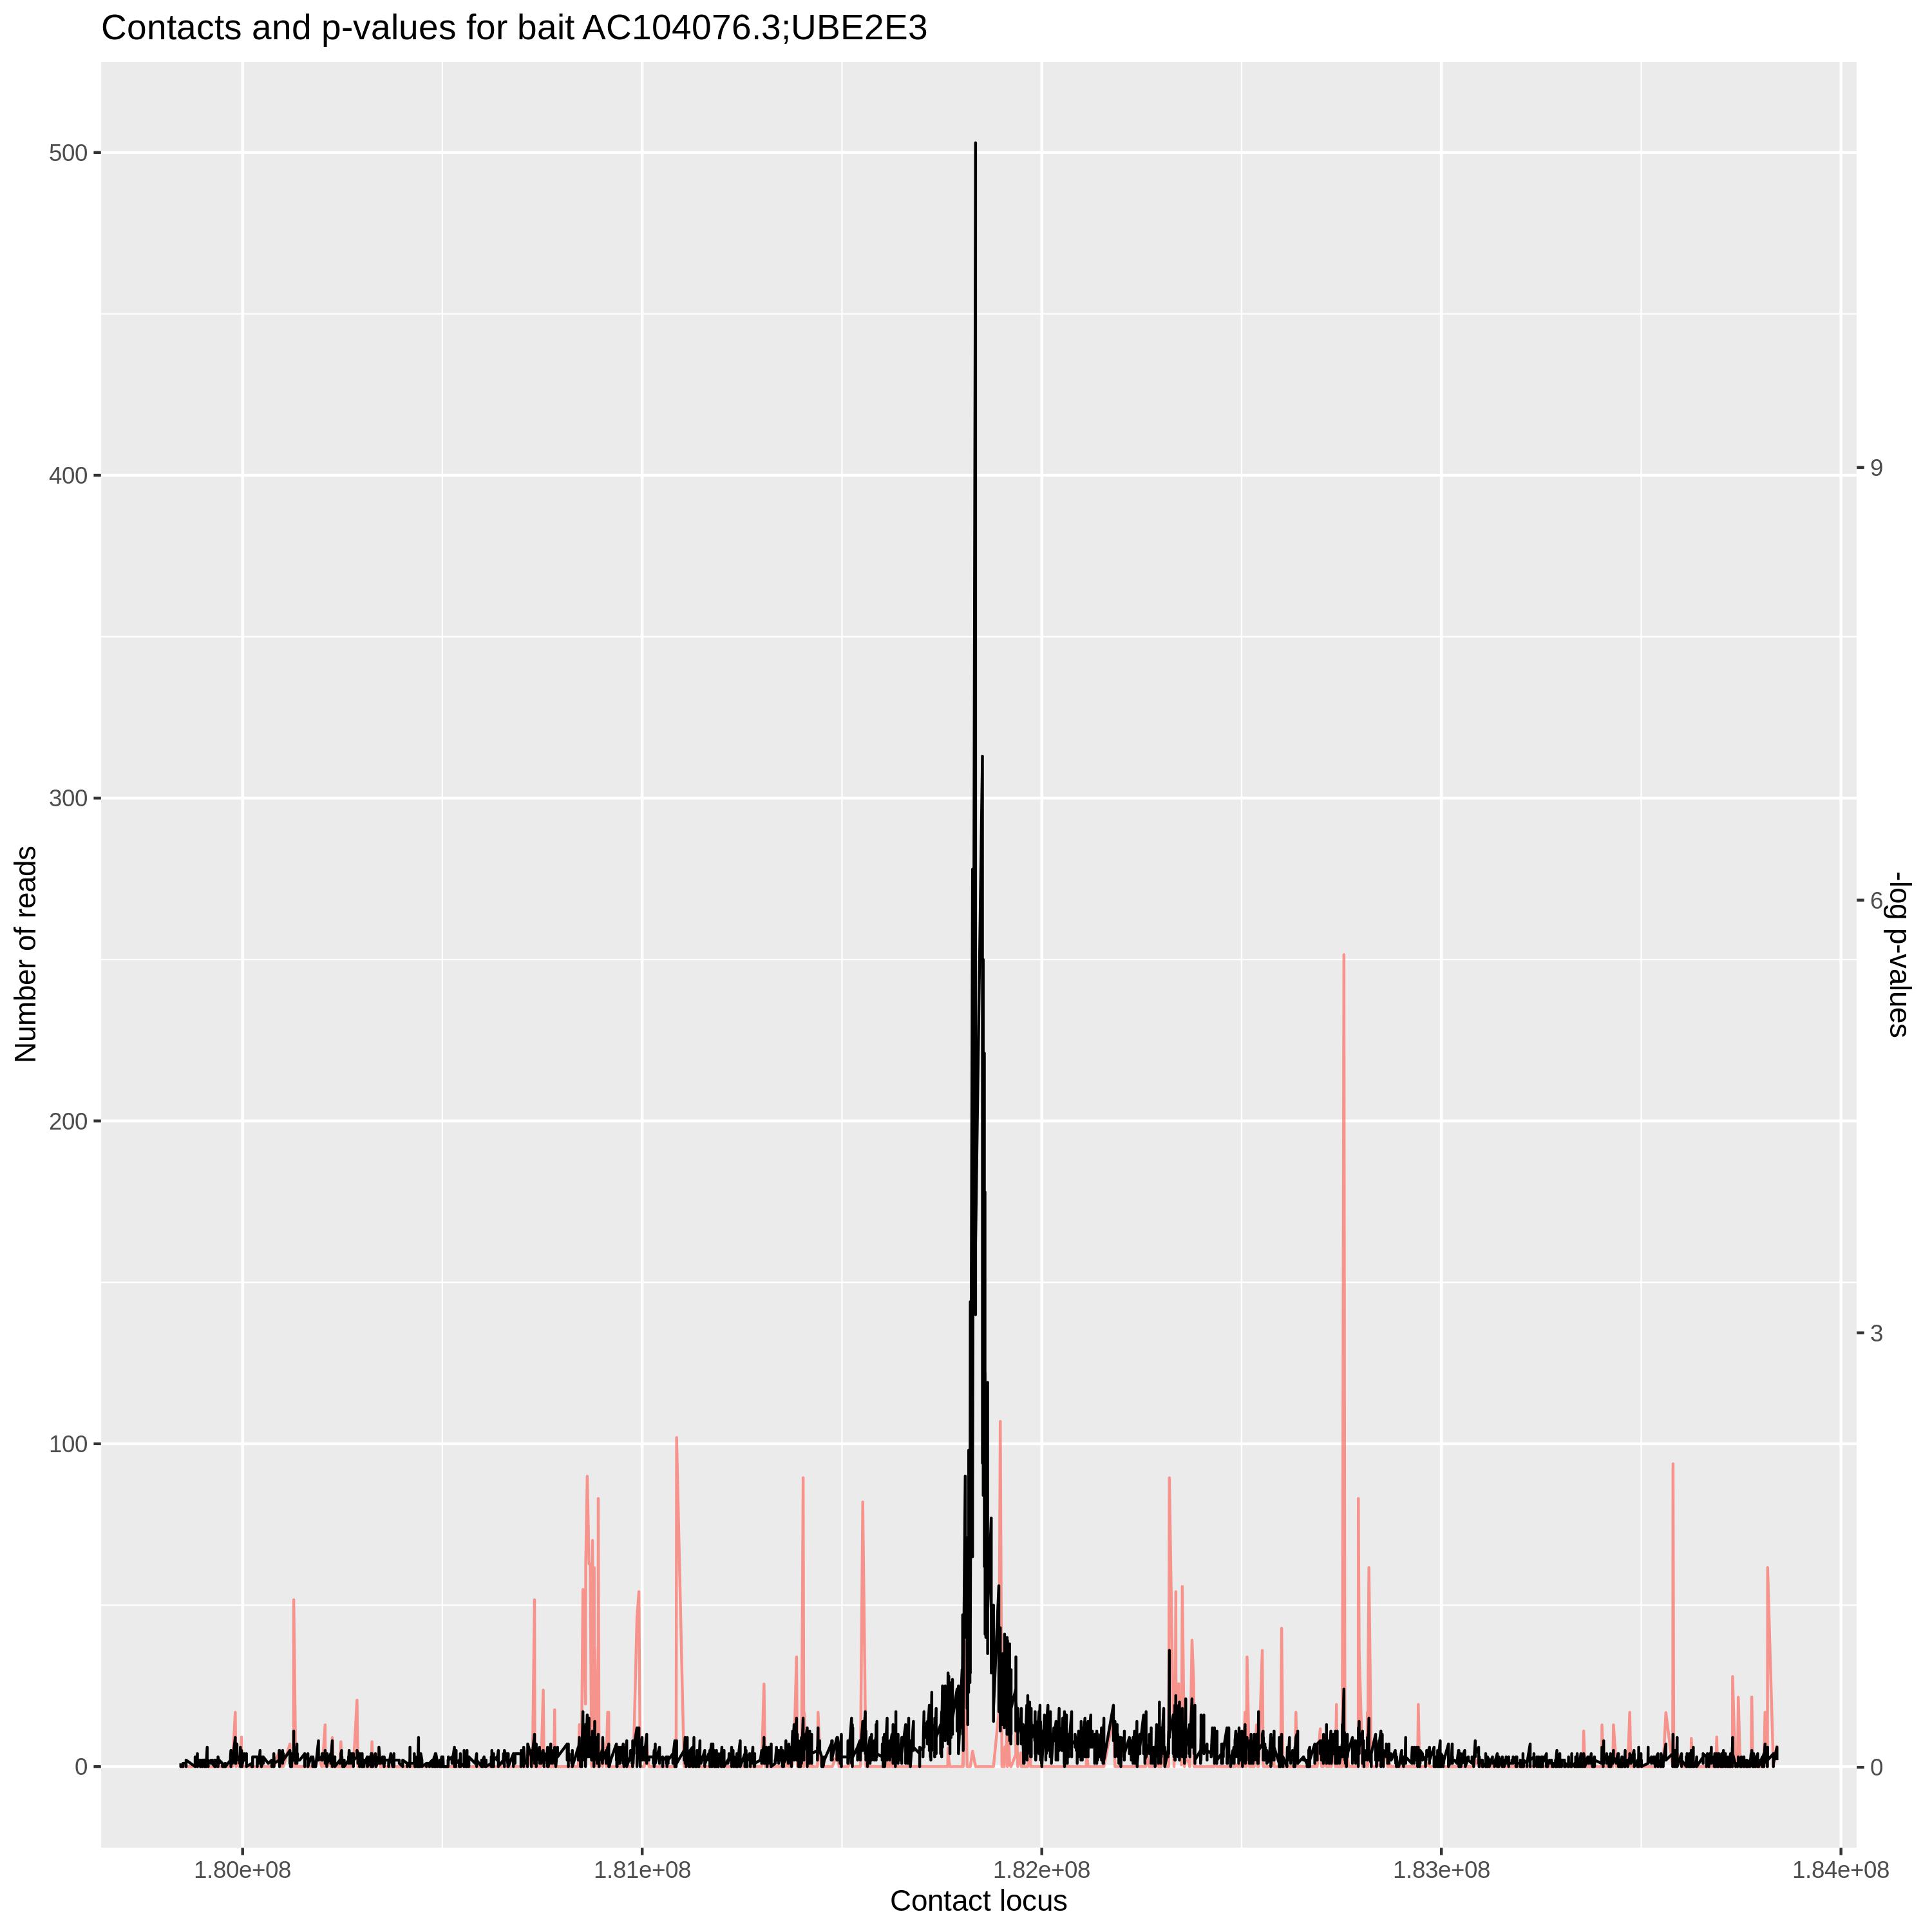 Contacts and p-values for bait AC104076.3;UBE2E3
500
400
300
200
100
0
Number of reads
9
6
3
0
-log p-values
1.80e+08 1.81e+08 1.82e+08 1.83e+08 1.84e+08
Contact locus